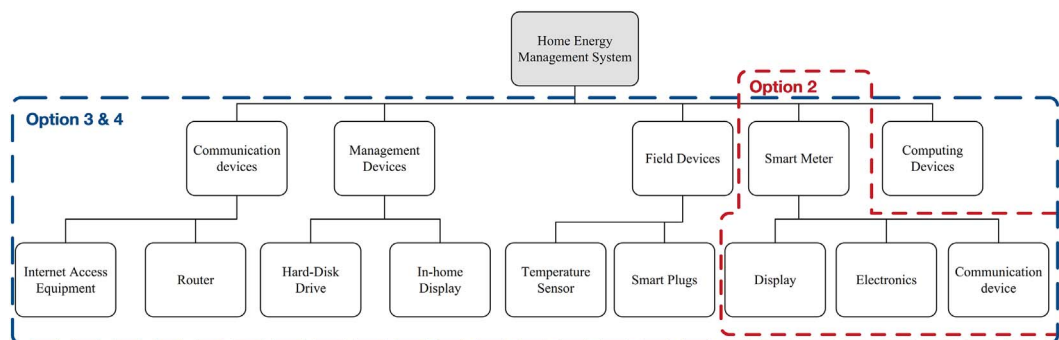 Home Energy
Management System
Option 2
Option 3 & 4
Communication
devices
Management
Devices
Field Devices
Smart Meter
Computing
Devices
Internet Access
Equipment
Router
Hard-Disk
Drive
In-home
Display
Temperature
Sensor
Smart Plugs
Display
Electronics
Communication
device